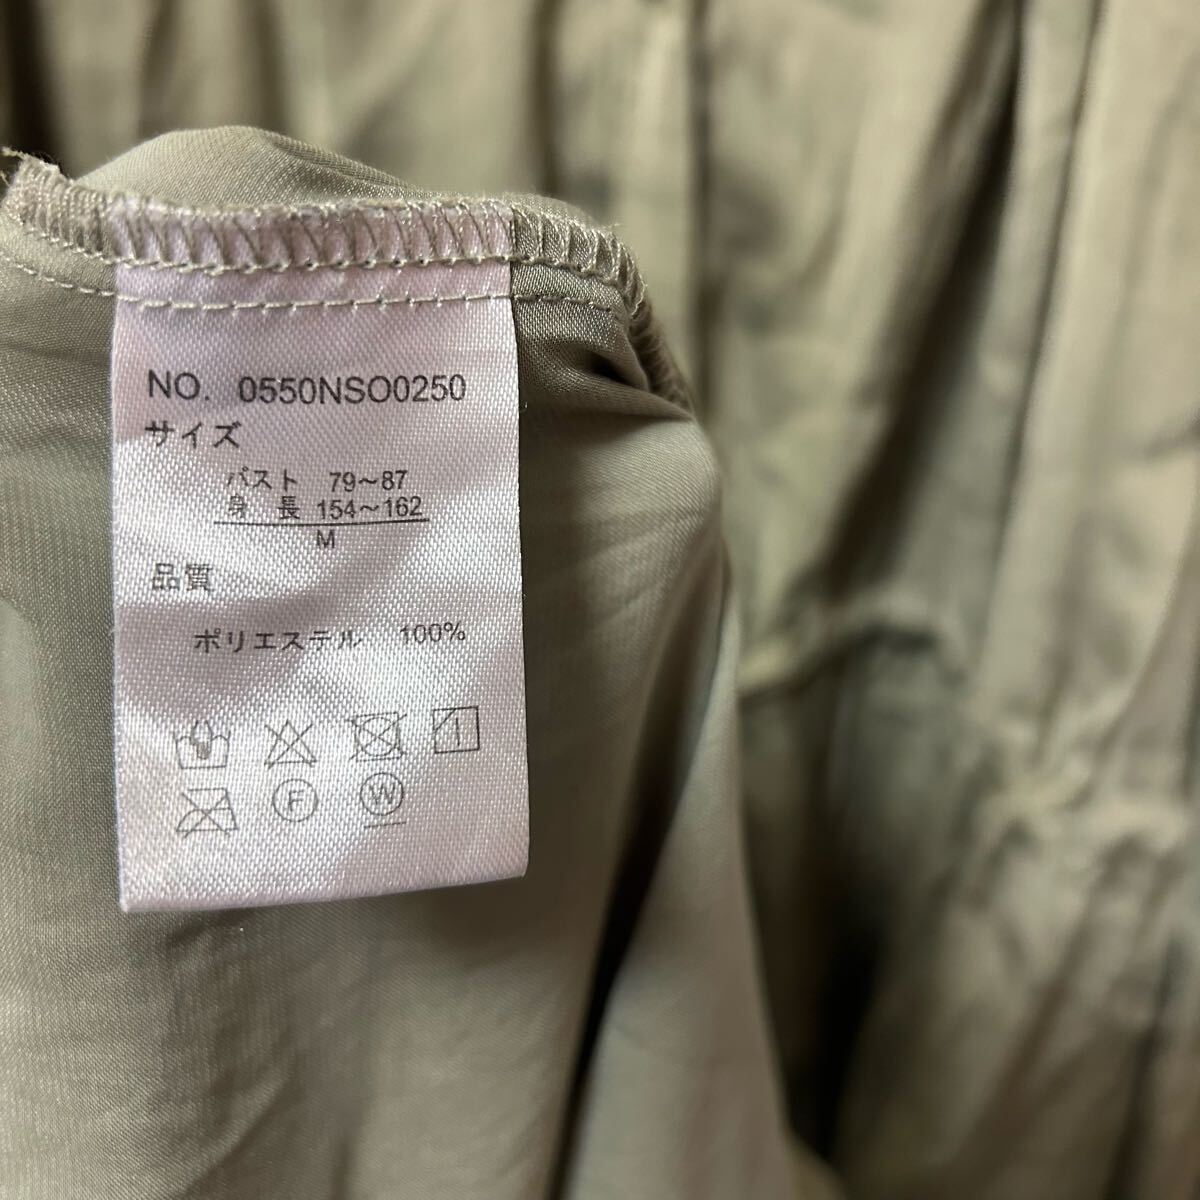 NO. 0550NSO0250
サイズ
バスト 79～87
身 長 154～162
M
品質
ポリエステル 100%
F
W